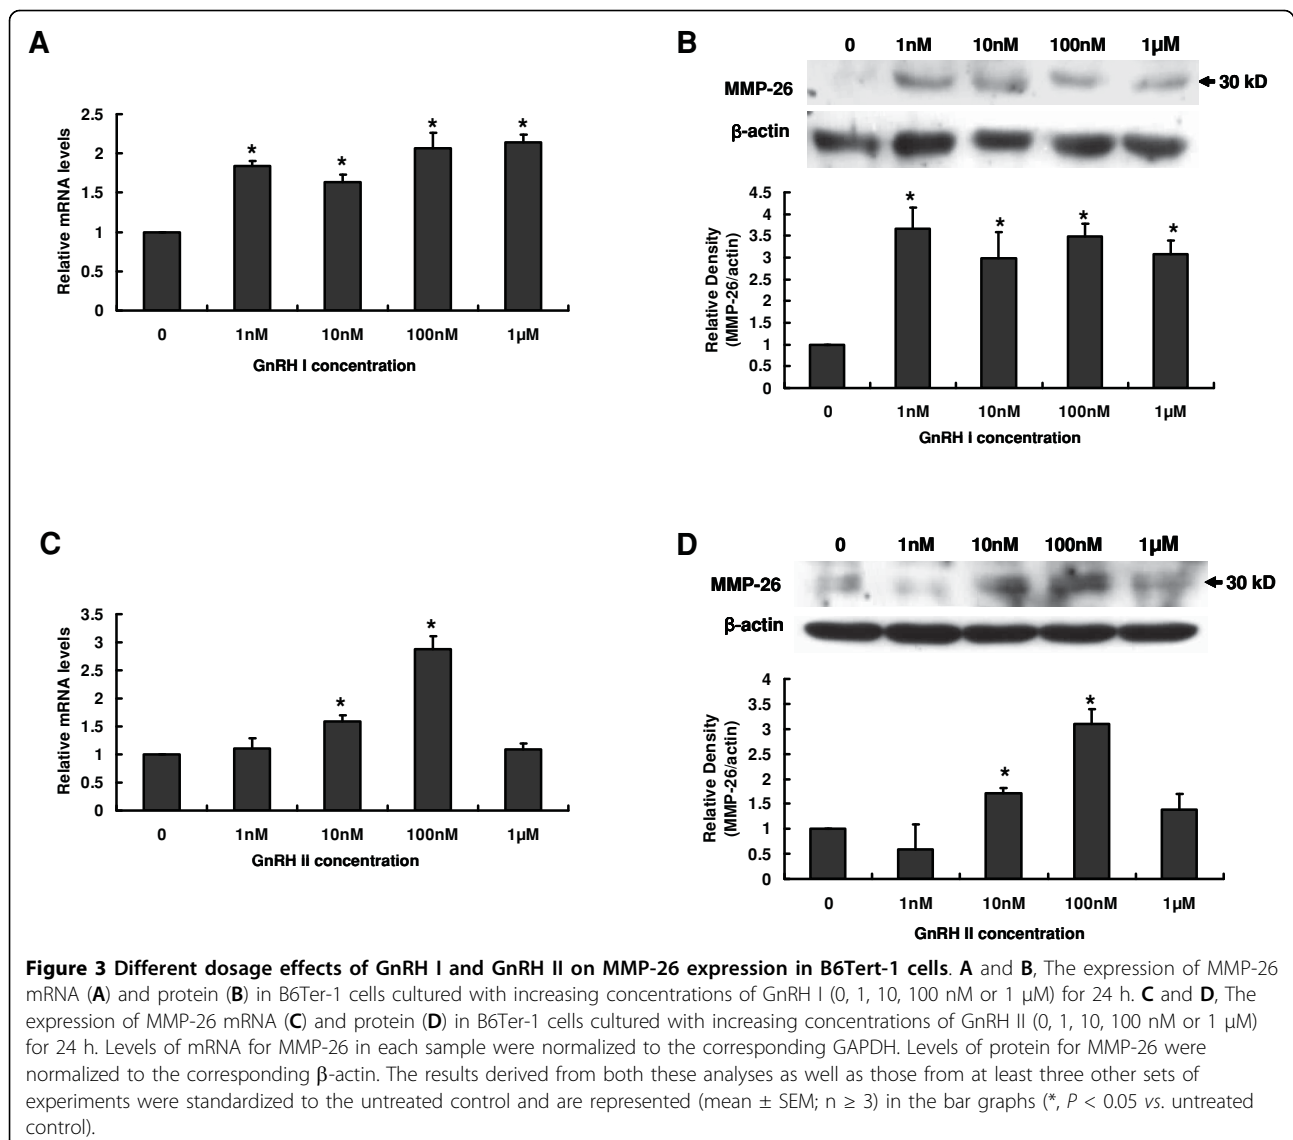 A
2.5
2
1.5
1
0.5
0
Relative mRNA levels
* * * *
0 1nM 10nM 100nM 1µM
GnRH I concentration
B
0 1nM 10nM 100nM 1µM
MMP-26
30 kD
β-actin
4.5
4
3.5
3
2.5
2
1.5
1
0.5
0
Relative Density
(MMP-26/actin)
* * * *
0 1nM 10nM 100nM 1µM
GnRH I concentration
C
3.5
3
2.5
2
1.5
1
0.5
0
Relative mRNA levels
* *
0 1nM 10nM 100nM 1µM
GnRH II concentration
D
0 1nM 10nM 100nM 1µM
MMP-26
30 kD
β-actin
4
3.5
3
2.5
2
1.5
1
0.5
0
Relative Density
(MMP-26/actin)
* *
0 1nM 10nM 100nM 1µM
GnRH II concentration
Figure 3 Different dosage effects of GnRH I and GnRH II on MMP-26 expression in B6Tert-1 cells. A and B, The expression of MMP-26
mRNA (A) and protein (B) in B6Ter-1 cells cultured with increasing concentrations of GnRH I (0, 1, 10, 100 nM or 1 µM) for 24 h. C and D, The
expression of MMP-26 mRNA (C) and protein (D) in B6Ter-1 cells cultured with increasing concentrations of GnRH II (0, 1, 10, 100 nM or 1 µM)
for 24 h. Levels of mRNA for MMP-26 in each sample were normalized to the corresponding GAPDH. Levels of protein for MMP-26 were
normalized to the corresponding β-actin. The results derived from both these analyses as well as those from at least three other sets of
experiments were standardized to the untreated control and are represented (mean ± SEM; n ≥ 3) in the bar graphs (*, P < 0.05 vs. untreated
control).